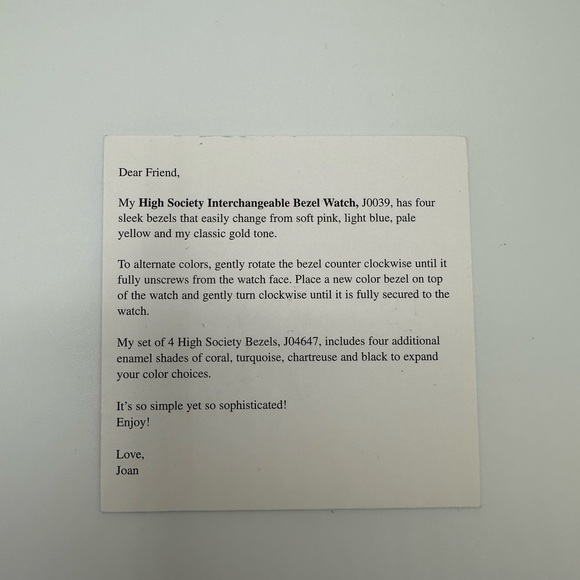 Dear Friend,
My High Society Interchangeable Bezel Watch, J0039, has four
sleek bezels that easily change from soft pink, light blue, pale
yellow and my classic gold tone.
To alternate colors, gently rotate the bezel counter clockwise until it
fully unscrews from the watch face. Place a new color bezel on top
of the watch and gently turn clockwise until it is fully secured to the
watch.
My set of 4 High Society Bezels, J04647, includes four additional
enamel shades of coral, turquoise, chartreuse and black to expand
your color choices.
It's so simple yet so sophisticated!
Enjoy!
Love,
Joan